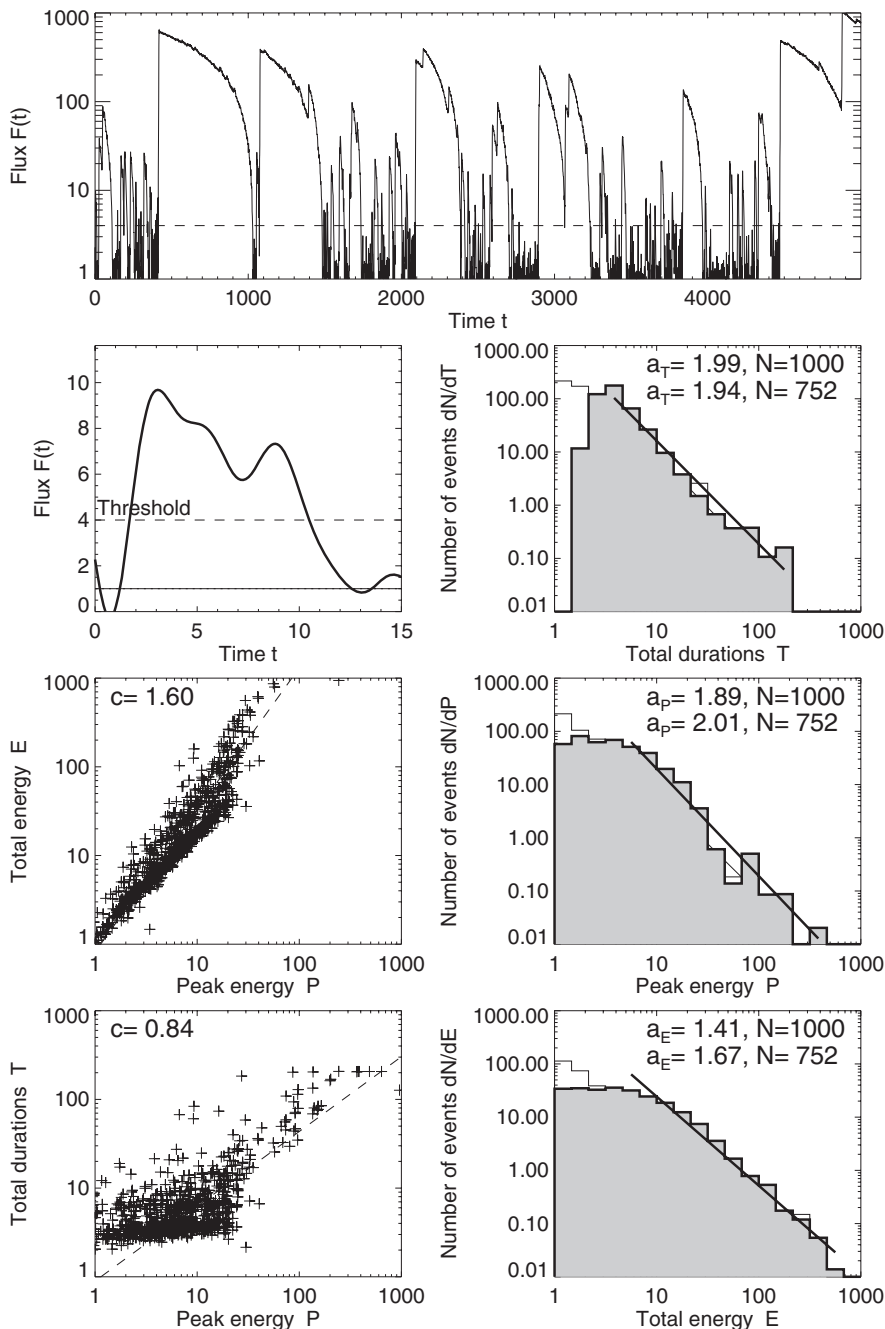 1000
100
10
1
Flux F(t)
0
1000
2000
3000
4000
Time t
10
8
6
4
2
0
Flux F(t)
Threshold
0
5
10
15
Time t
1000.00
100.00
10.00
1.00
0.10
0.01
Number of events dN/dT
a_T= 1.99, N=1000
a_T= 1.94, N= 752
1
10
100
1000
Total durations T
1000
100
10
1
Total energy E
c= 1.60
1
10
100
1000
Peak energy P
1000.00
100.00
10.00
1.00
0.10
0.01
Number of events dN/dP
a_P= 1.89, N=1000
a_P= 2.01, N= 752
1
10
100
1000
Peak energy P
1000
100
10
1
Total durations T
c= 0.84
1
10
100
1000
Peak energy P
1000.00
100.00
10.00
1.00
0.10
0.01
Number of events dN/dE
a_E= 1.41, N=1000
a_E= 1.67, N= 752
1
10
100
1000
Total energy E